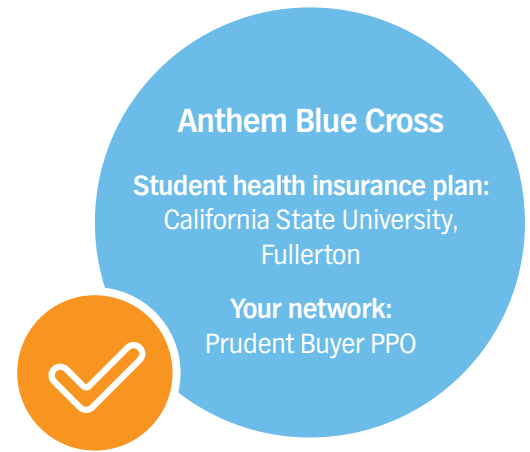 Anthem Blue Cross
Student health insurance plan:
California State University,
Fullerton
Your network:
Prudent Buyer PPO